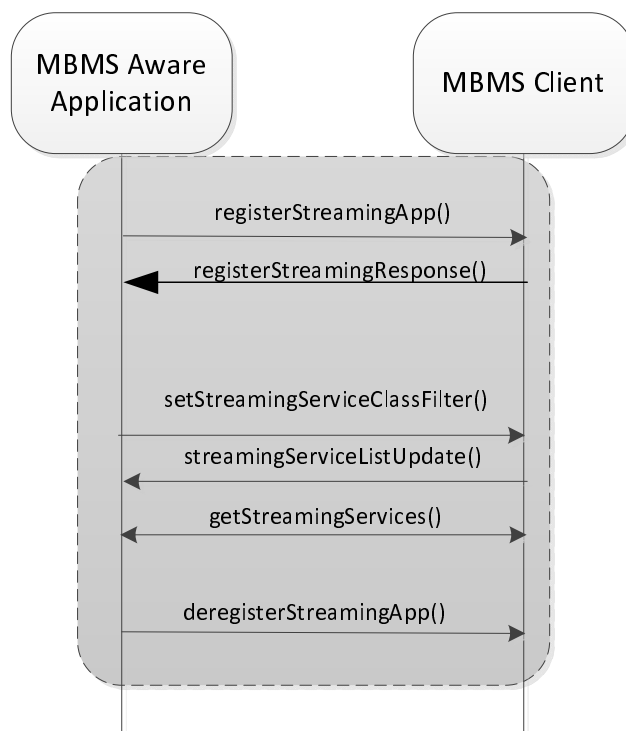 MBMS Aware
Application
MBMS Client
registerStreamingApp()
registerStreamingResponse()
setStreamingServiceClassFilter()
streamingServiceListUpdate()
getStreamingServices()
deregisterStreamingApp()